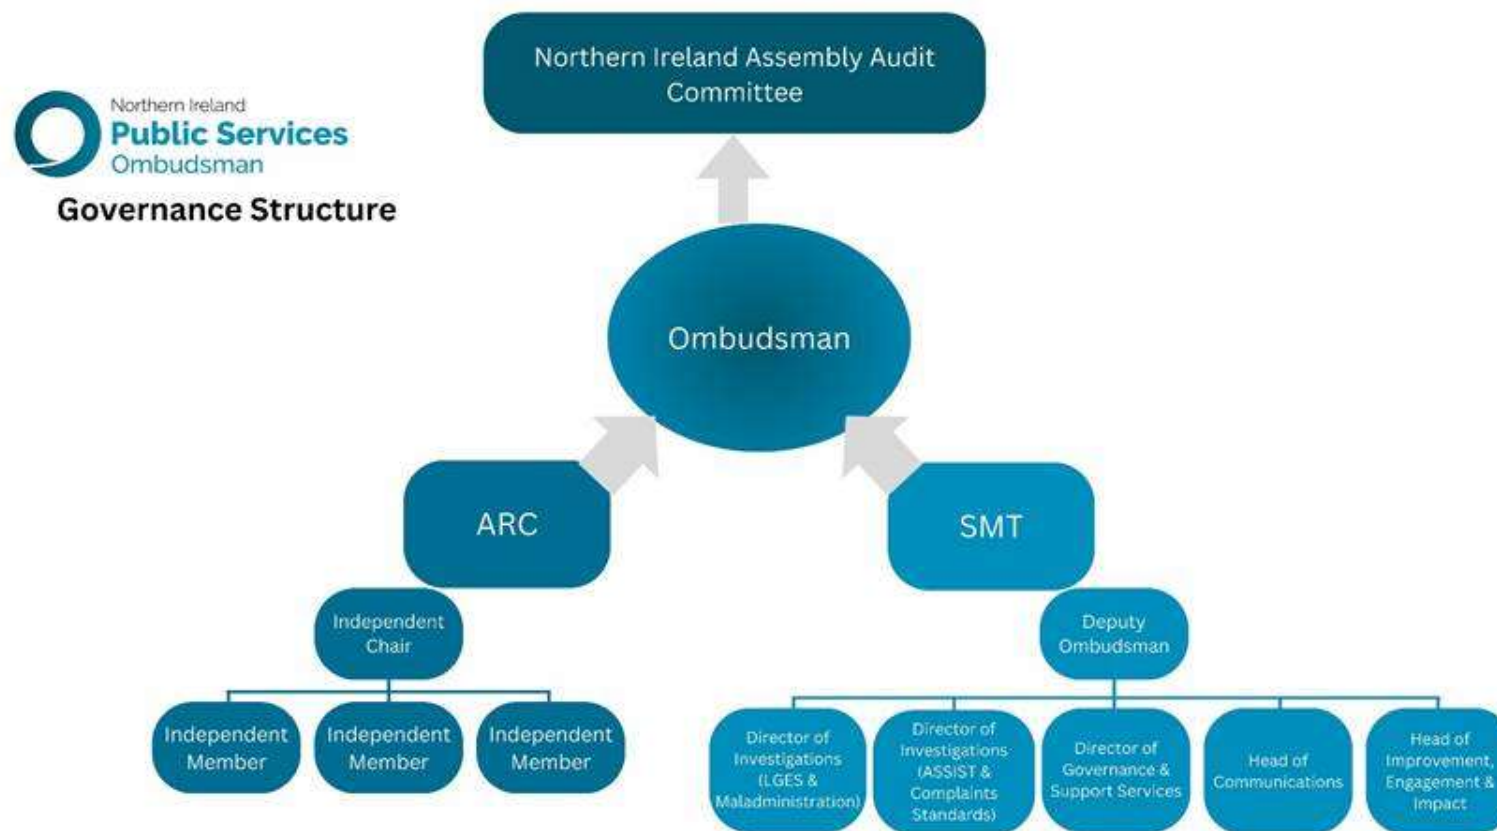 Northern Ireland Assembly Audit
Committee
Northern Ireland
Public Services
Ombudsman
Governance Structure
Ombudsman
ARC
SMT
Independent
Chair
Deputy
Ombudsman
Independent
Member
Independent
Member
Independent
Member
Director of
Investigations
(LGES &
Maladministration)
Director of
Investigations
(ASSIST &
Complaints
Standards)
Director of
Governance &
Support Services
Head of
Communications
Head of
Improvement,
Engagement &
Impact